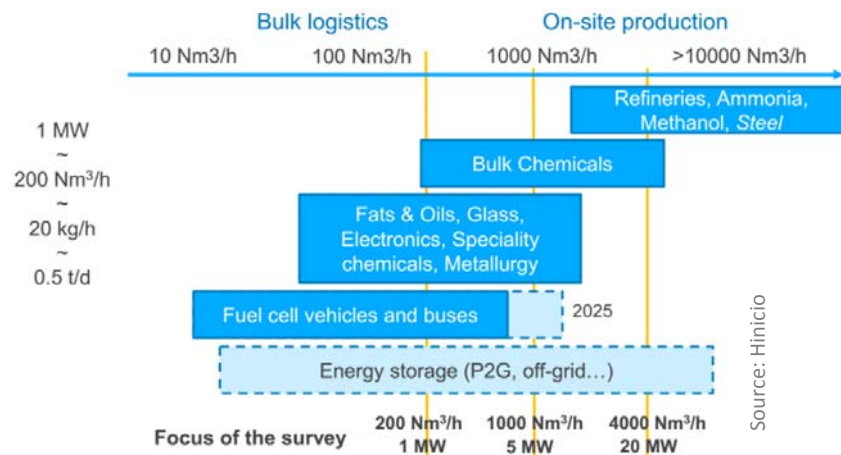 Bulk logistics
On-site production
10 Nm3/h
100 Nm3/h
1000 Nm3/h
>10000 Nm3/h
Refineries, Ammonia,
Methanol, Steel
1 MW
~
200 Nm³/h
~
20 kg/h
~
0.5 t/d
Bulk Chemicals
Fats & Oils, Glass,
Electronics, Speciality
chemicals, Metallurgy
Fuel cell vehicles and buses
2025
Energy storage (P2G, off-grid…)
Focus of the survey
200 Nm³/h
1 MW
1000 Nm³/h
5 MW
4000 Nm³/h
20 MW
Source: Hinicio